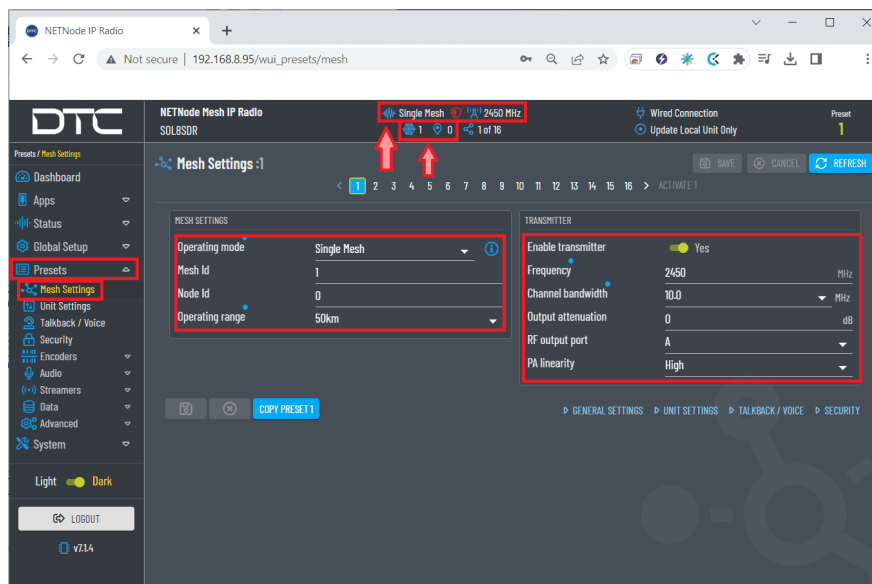 NETNode IP Radio
Not secure | 192.168.8.95/wui_presets/mesh
DTC
NETNode Mesh IP Radio
SOL8SDR
Single Mesh 2450 MHz
1 0 1 of 16
Wired Connection
Update Local Unit Only
Preset
1
Presets / Mesh Settings
Mesh Settings :1
SAVE CANCEL REFRESH
< 1 2 3 4 5 6 7 8 9 10 11 12 13 14 15 16 > ACTIVATE 1
Dashboard
Apps
Status
Global Setup
Presets
Mesh Settings
Unit Settings
Talkback / Voice
Security
Encoders
Audio
Streamers
Data
Advanced
System
Light Dark
LOGOUT
v7.1.4
MESH SETTINGS
Operating mode Single Mesh
Mesh Id 1
Node Id 0
Operating range 50km
TRANSMITTER
Enable transmitter Yes
Frequency 2450 MHz
Channel bandwidth 10.0 MHz
Output attenuation 0 dB
RF output port A
PA linearity High
COPY PRESET 1
GENERAL SETTINGS UNIT SETTINGS TALKBACK / VOICE SECURITY